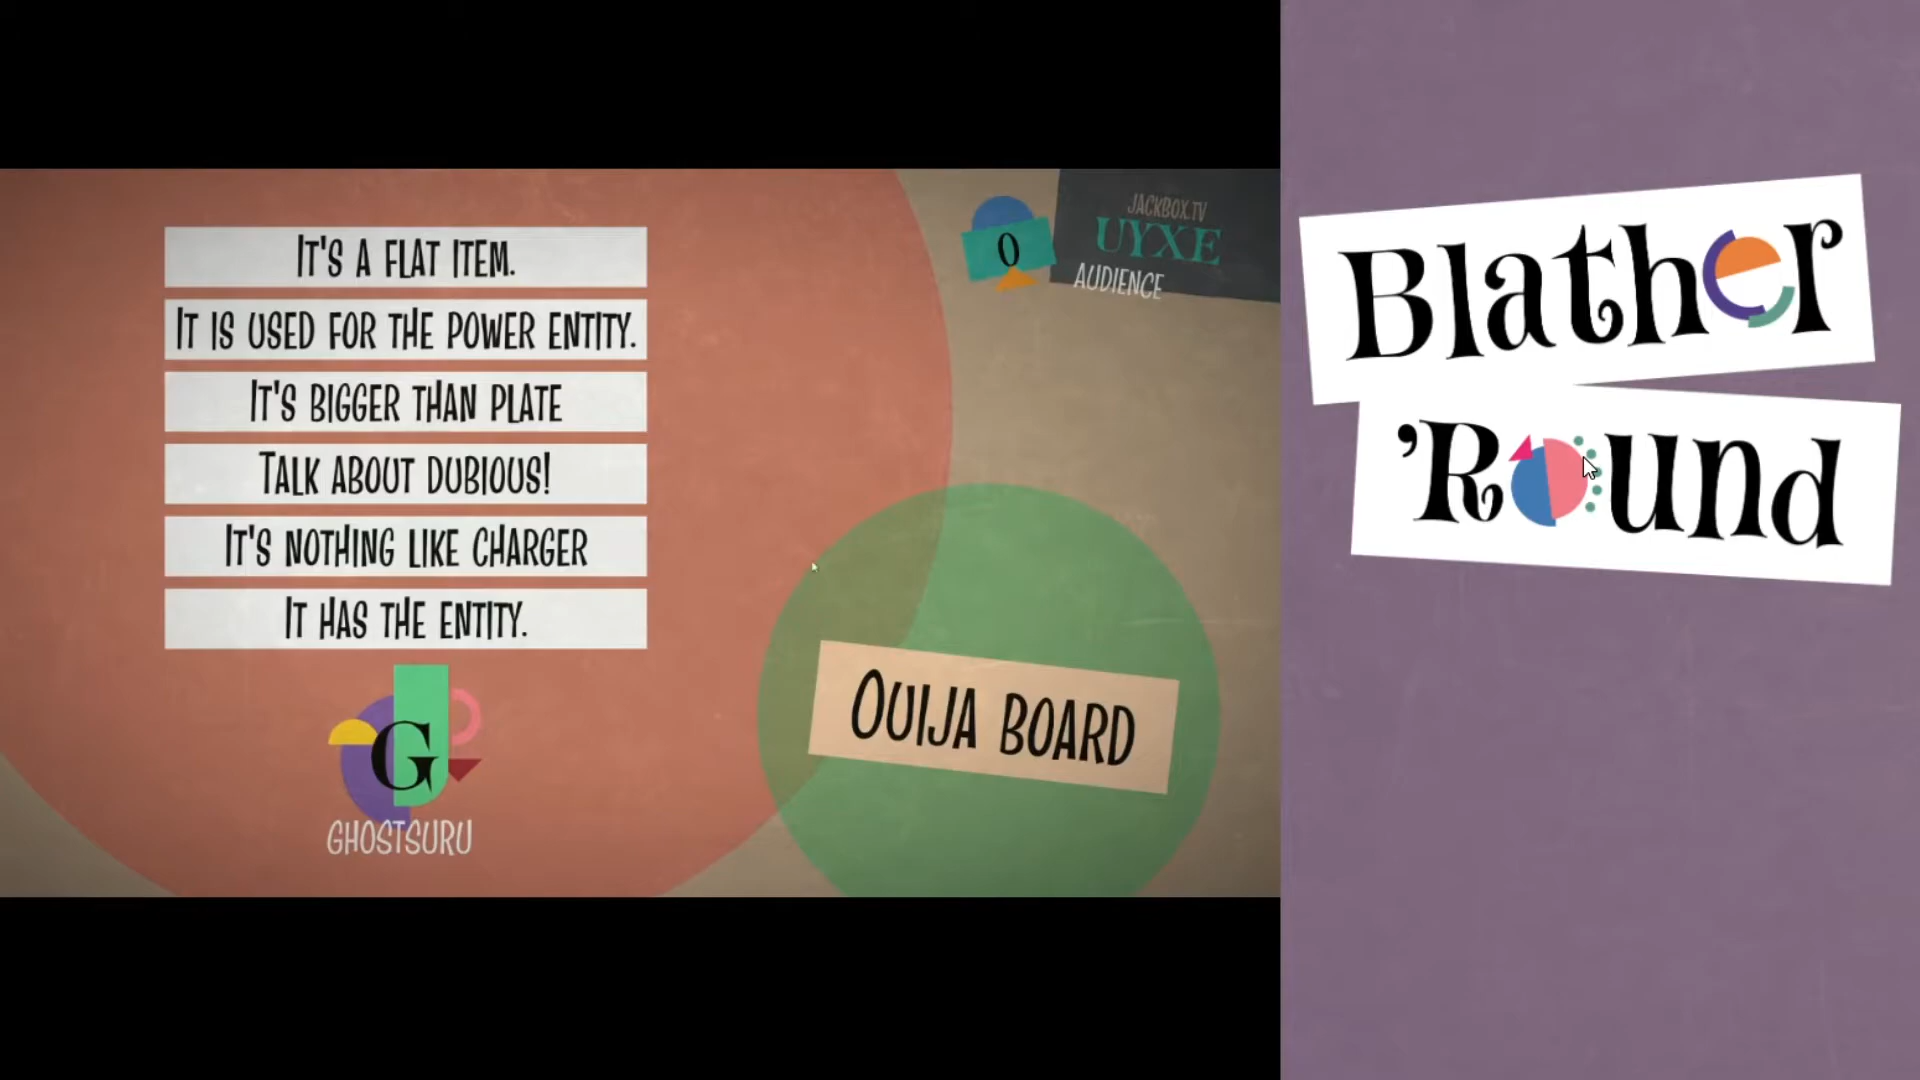 IT'S A FLAT ITEM.
IT IS USED FOR THE POWER ENTITY.
IT'S BIGGER THAN PLATE
TALK ABOUT DUBIOUS!
IT'S NOTHING LIKE CHARGER
IT HAS THE ENTITY.
G
GHOSTSURU
0
JACKBOX.TV
UYXE
AUDIENCE
OUIJA BOARD
Blather
'Round